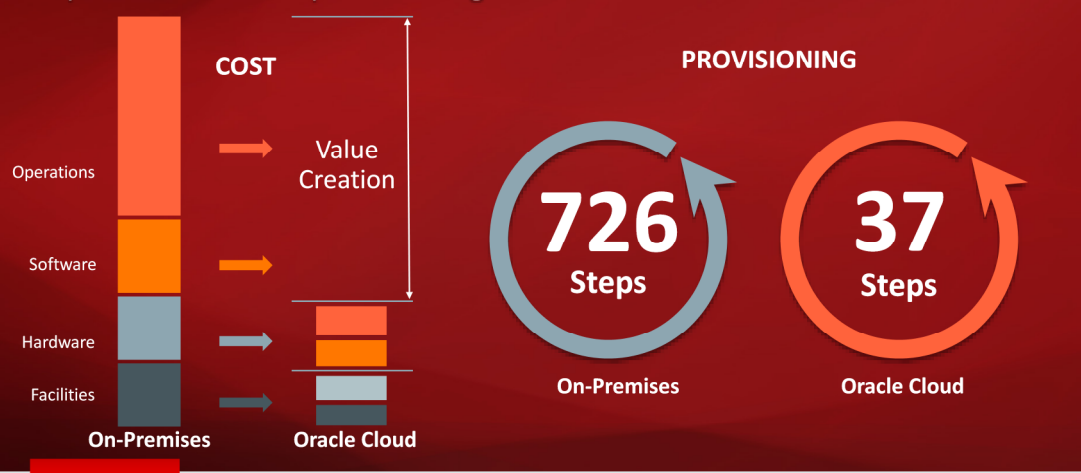 COST
PROVISIONING
Value
Creation
Operations
Software
Hardware
Facilities
On-Premises
Oracle Cloud
726
Steps
On-Premises
37
Steps
Oracle Cloud